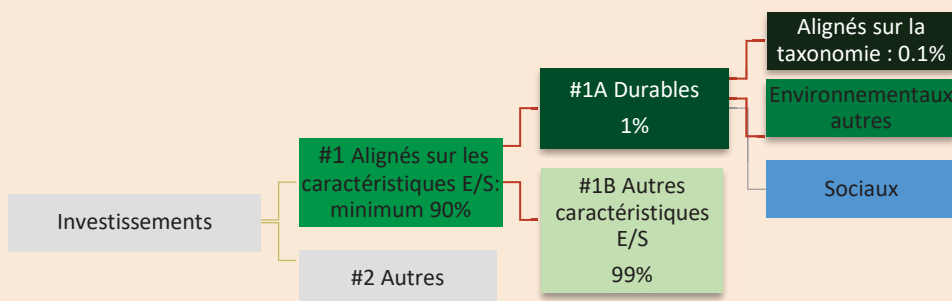 Investissements
#1 Alignés sur les
caractéristiques E/S:
minimum 90%
#2 Autres
#1A Durables
1%
#1B Autres
caractéristiques
E/S
99%
Alignés sur la
taxonomie : 0.1%
Environnementaux
autres
Sociaux